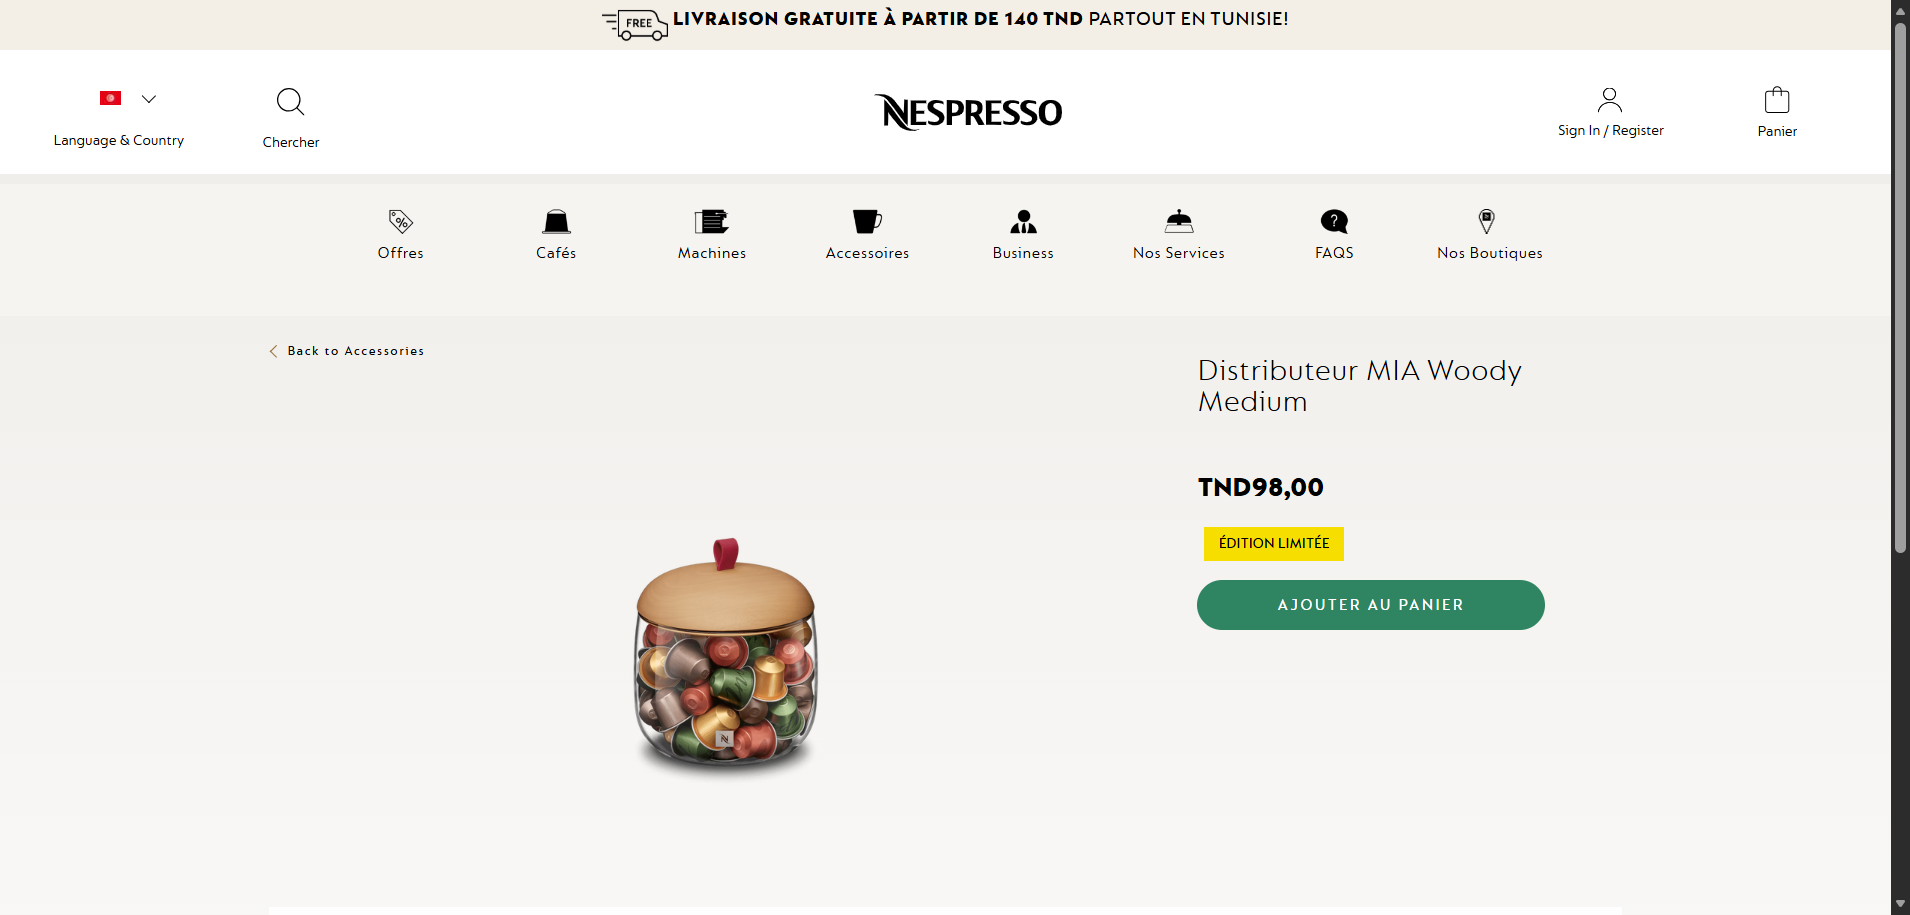 FREE
LIVRAISON GRATUITE À PARTIR DE 140 TND PARTOUT EN TUNISIE!
Language & Country
Chercher
NESPRESSO
Sign In / Register
Panier
Offres
Cafés
Machines
Accessoires
Business
Nos Services
FAQS
Nos Boutiques
Back to Accessories
Distributeur MIA Woody
Medium
TND98,00
ÉDITION LIMITÉE
AJOUTER AU PANIER